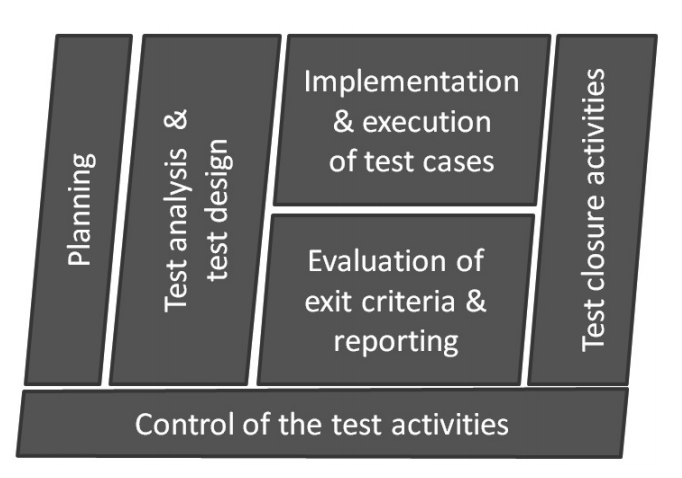 Planning
Test analysis &
test design
Implementation
& execution
of test cases
Evaluation of
exit criteria &
reporting
Test closure activities
Control of the test activities